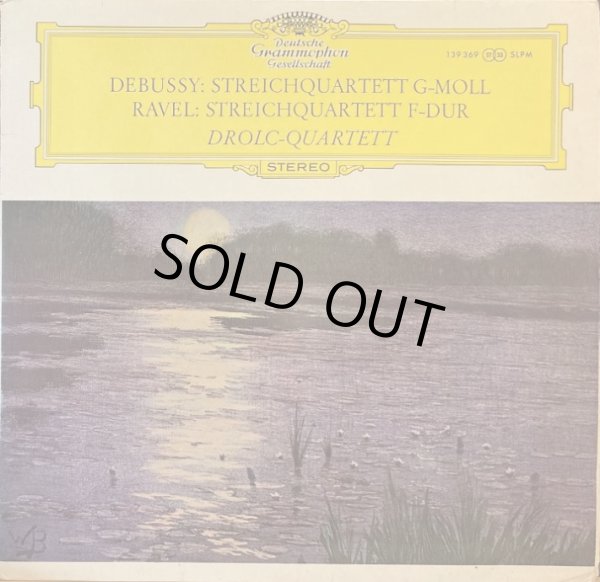 Deutsche
Grammophon
Gesellschaft
139 369 SLPM
DEBUSSY: STREICHQUARTETT G-MOLL
RAVEL: STREICHQUARTETT F-DUR
DROLC-QUARTETT
STEREO
SOLD OUT